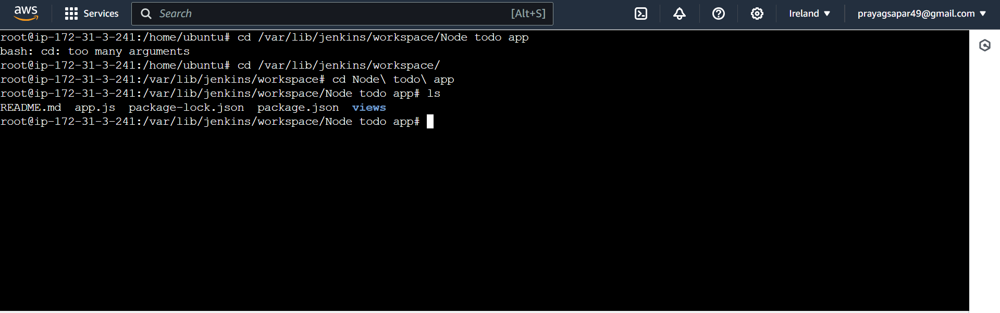 aws Services Search [Alt+S] Ireland prayagsapar49@gmail.com
root@ip-172-31-3-241:/home/ubuntu# cd /var/lib/jenkins/workspace/Node todo app
bash: cd: too many arguments
root@ip-172-31-3-241:/home/ubuntu# cd /var/lib/jenkins/workspace/
root@ip-172-31-3-241:/var/lib/jenkins/workspace# cd Node\ todo\ app
root@ip-172-31-3-241:/var/lib/jenkins/workspace/Node todo app# ls
README.md  app.js  package-lock.json  package.json  views
root@ip-172-31-3-241:/var/lib/jenkins/workspace/Node todo app#